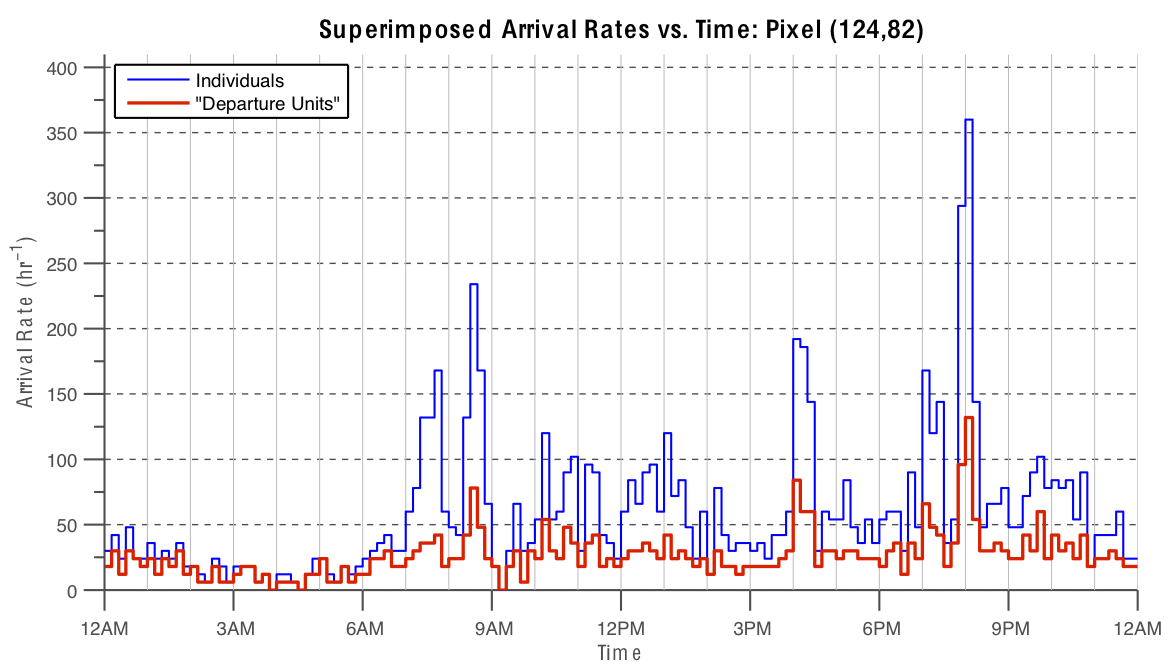 Superimposed Arrival Rates vs. Time: Pixel (124,82)
Individuals
"Departure Units"
Arrival Rate (hr⁻¹)
400
350
300
250
200
150
100
50
0
12AM 3AM 6AM 9AM 12PM 3PM 6PM 9PM 12AM
Time